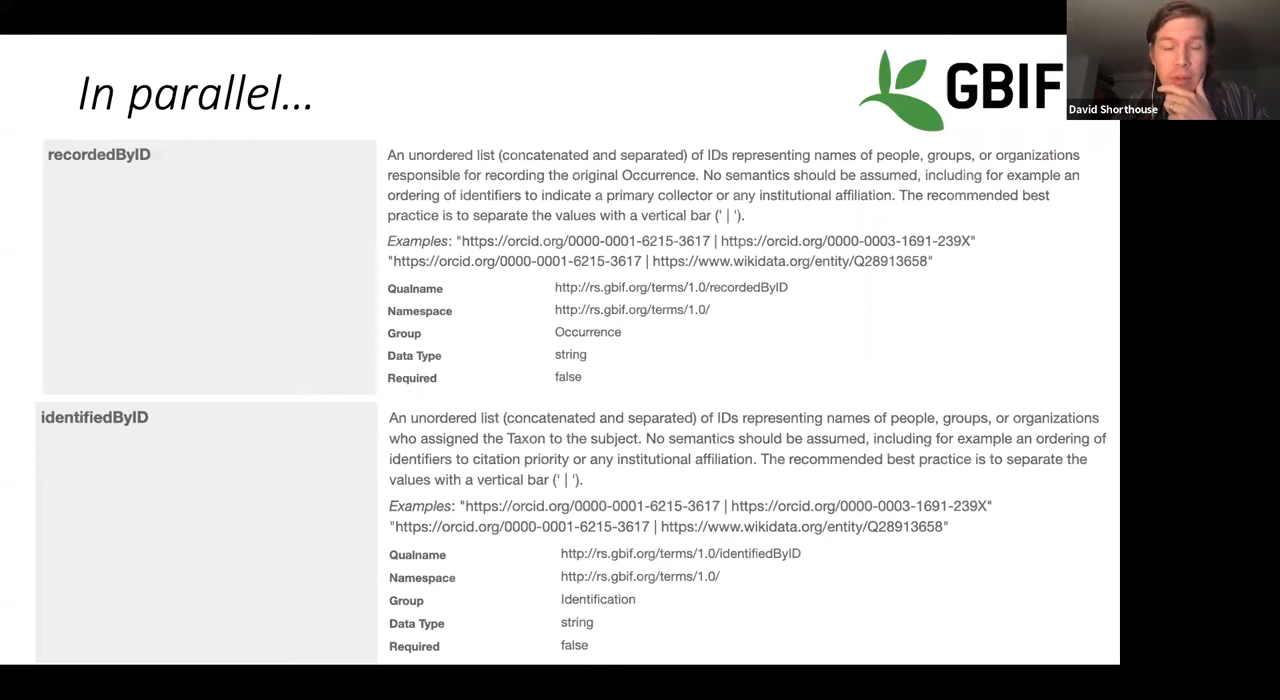 In parallel...
GBIF
David Shorthouse
recordedByID
An unordered list (concatenated and separated) of IDs representing names of people, groups, or organizations
responsible for recording the original Occurrence. No semantics should be assumed, including for example an
ordering of identifiers to indicate a primary collector or any institutional affiliation. The recommended best
practice is to separate the values with a vertical bar (' | ').
Examples: "https://orcid.org/0000-0001-6215-3617 | https://orcid.org/0000-0003-1691-239X"
"https://orcid.org/0000-0001-6215-3617 | https://www.wikidata.org/entity/Q28913658"
Qualname http://rs.gbif.org/terms/1.0/recordedByID
Namespace http://rs.gbif.org/terms/1.0/
Group Occurrence
Data Type string
Required false
identifiedByID
An unordered list (concatenated and separated) of IDs representing names of people, groups, or organizations
who assigned the Taxon to the subject. No semantics should be assumed, including for example an ordering of
identifiers to citation priority or any institutional affiliation. The recommended best practice is to separate the
values with a vertical bar (' | ').
Examples: "https://orcid.org/0000-0001-6215-3617 | https://orcid.org/0000-0003-1691-239X"
"https://orcid.org/0000-0001-6215-3617 | https://www.wikidata.org/entity/Q28913658"
Qualname http://rs.gbif.org/terms/1.0/identifiedByID
Namespace http://rs.gbif.org/terms/1.0/
Group Identification
Data Type string
Required false